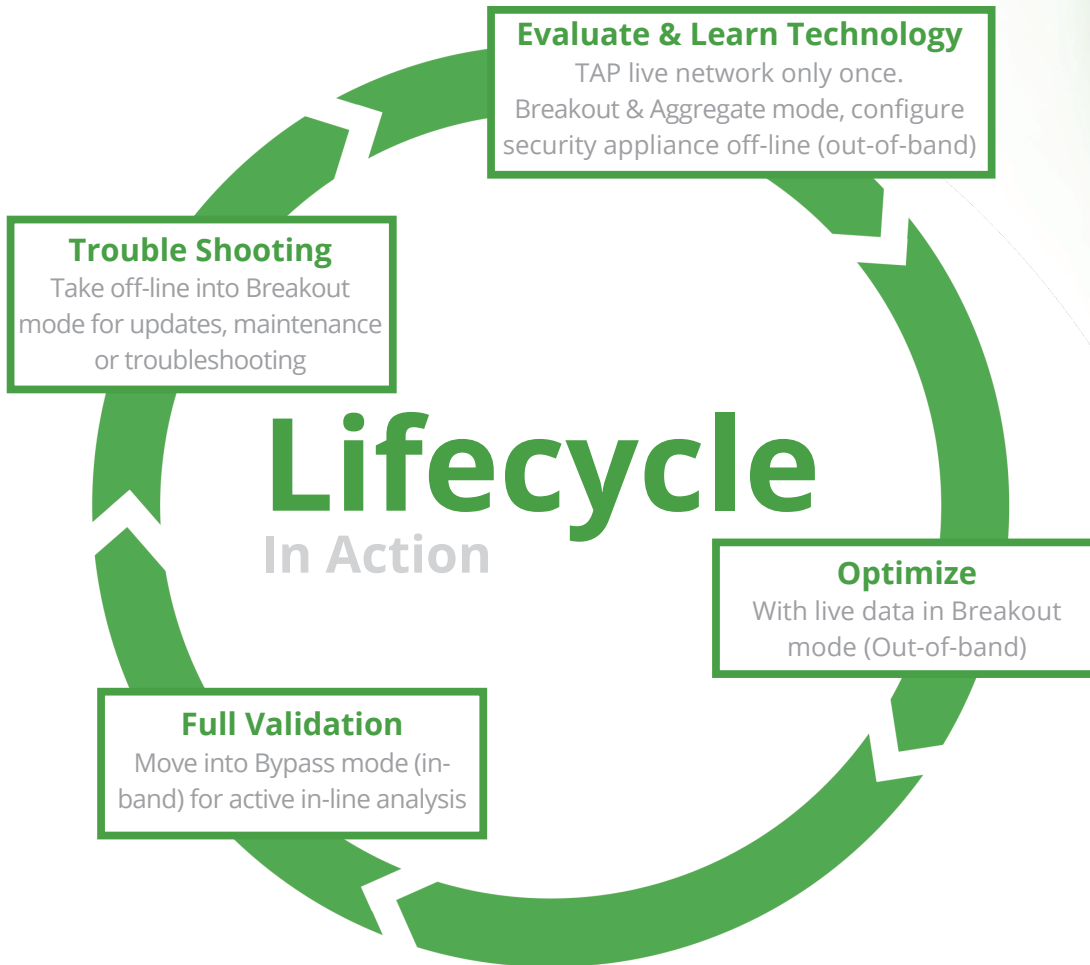 Evaluate & Learn Technology
TAP live network only once.
Breakout & Aggregate mode, configure
security appliance off-line (out-of-band)
Trouble Shooting
Take off-line into Breakout
mode for updates, maintenance
or troubleshooting
Lifecycle
In Action
Optimize
With live data in Breakout
mode (Out-of-band)
Full Validation
Move into Bypass mode (in-
band) for active in-line analysis